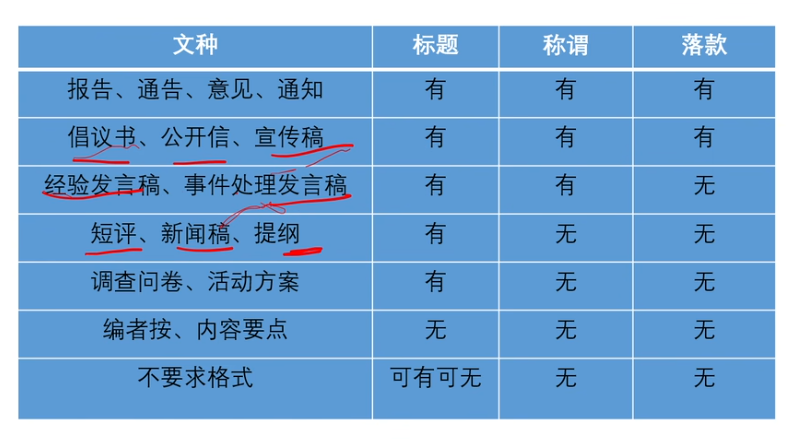 文种 标题 称谓 落款
报告、通告、意见、通知 有 有 有
倡议书、公开信、宣传稿 有 有 有
经验发言稿、事件处理发言稿 有 有 无
短评、新闻稿、提纲 有 无 无
调查问卷、活动方案 有 无 无
编者按、内容要点 无 无 无
不要求格式 可有可无 无 无